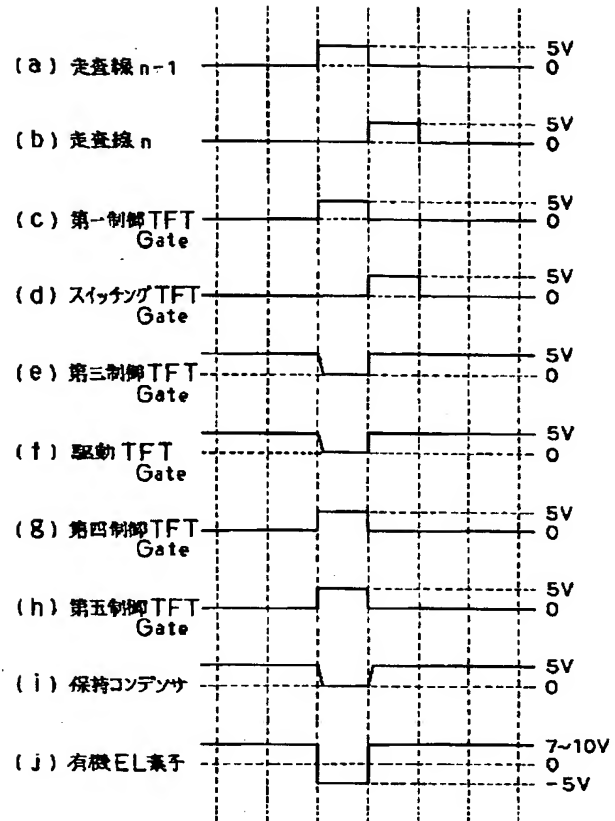 (a) 走査線 n-1 5V
0
(b) 走査線 n 5V
0
(c) 第一制御TFT 5V
Gate 0
(d) スイッチングTFT 5V
Gate 0
(e) 第三制御TFT 5V
Gate 0
(f) 駆動TFT 5V
Gate 0
(g) 第四制御TFT 5V
Gate 0
(h) 第五制御TFT 5V
Gate 0
(i) 保持コンデンサ 5V
0
(j) 有機EL素子 7~10V
0
-5V